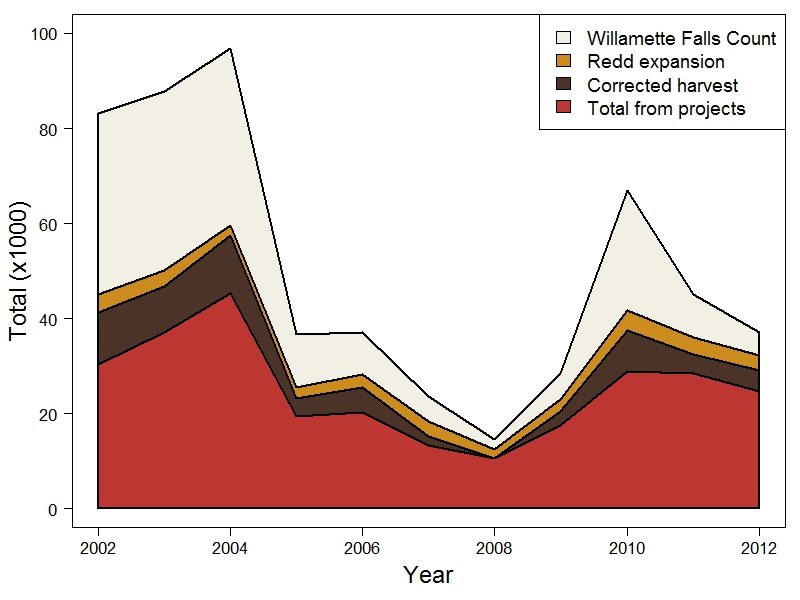 Willamette Falls Count
Redd expansion
Corrected harvest
Total from projects
100
80
60
40
20
0
Total (x1000)
2002
2004
2006
2008
2010
2012
Year